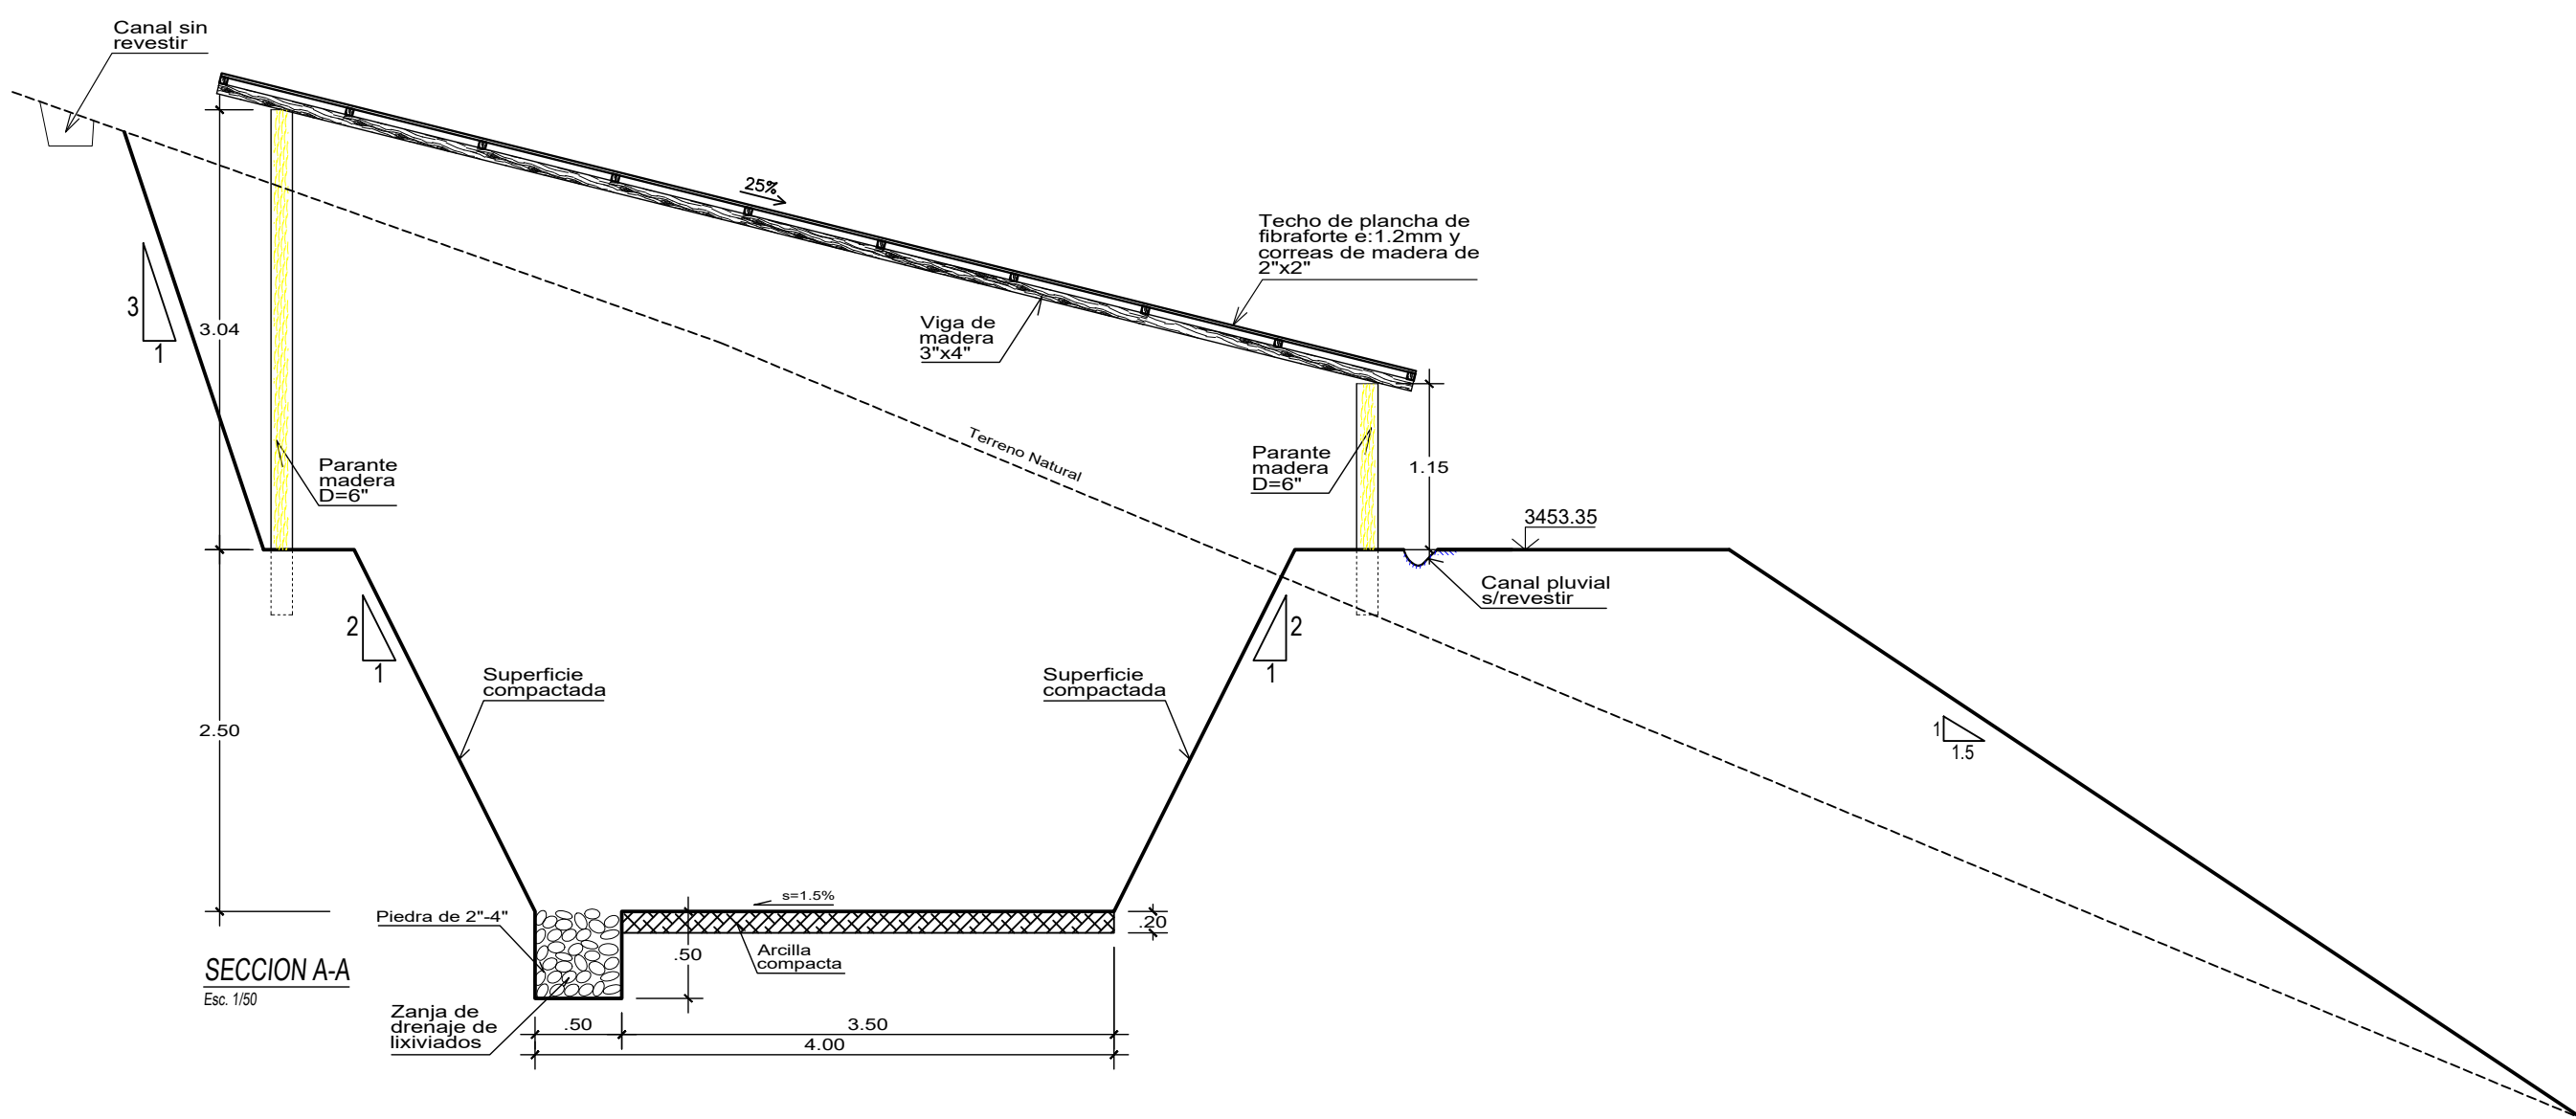 Canal sin
revestir
25%
Techo de plancha de
fibraforte e:1.2mm y
correas de madera de
2"x2"
3
1
3.04
Viga de
madera
3"x4"
Terreno Natural
Parante
madera
D=6"
Parante
madera
D=6"
1.15
3453.35
Canal pluvial
s/revestir
2
1
2
1
Superficie
compactada
Superficie
compactada
2.50
1
1.5
s=1.5%
Piedra de 2"-4"
.20
.50
Arcilla
compacta
SECCION A-A
Esc. 1/50
Zanja de
drenaje de
lixiviados
.50
3.50
4.00